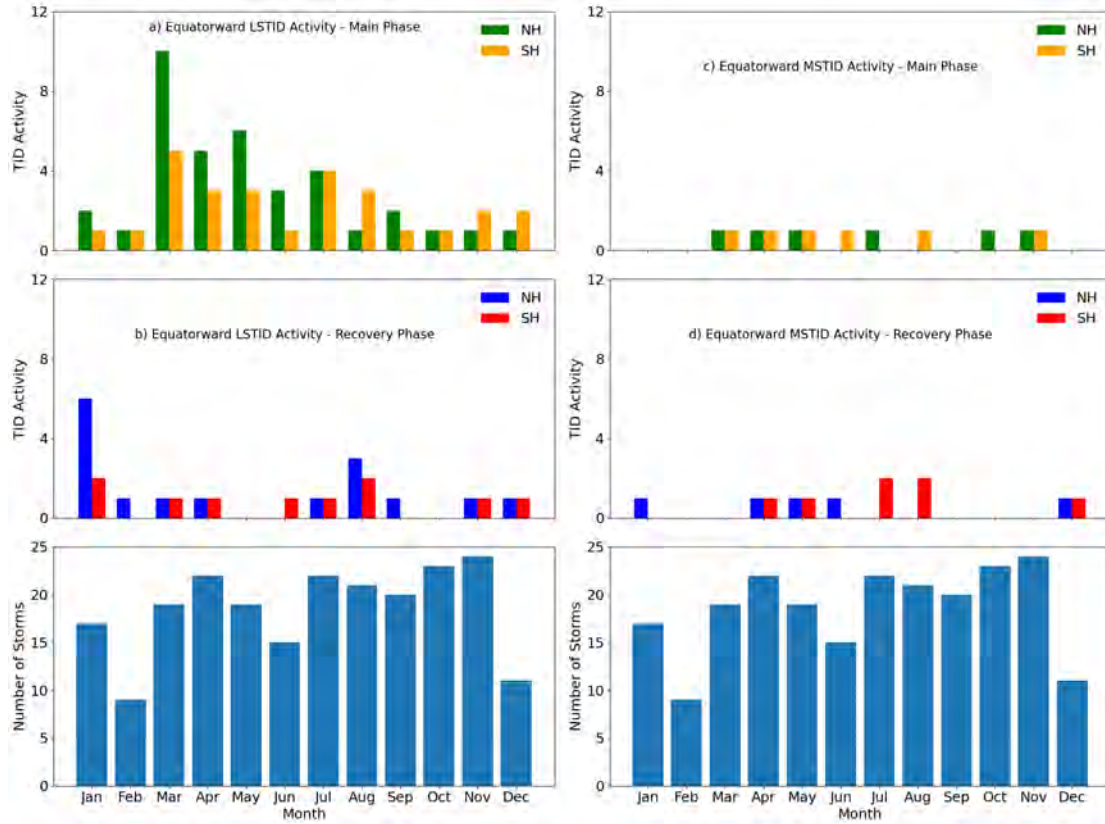 a) Equatorward LSTID Activity - Main Phase
NH
SH
TID Activity
12
8
4
0
c) Equatorward MSTID Activity - Main Phase
NH
SH
TID Activity
12
8
4
0
b) Equatorward LSTID Activity - Recovery Phase
NH
SH
TID Activity
12
8
4
0
d) Equatorward MSTID Activity - Recovery Phase
NH
SH
TID Activity
12
8
4
0
Number of Storms
25
20
15
10
5
0
Jan Feb Mar Apr May Jun Jul Aug Sep Oct Nov Dec
Month
Number of Storms
25
20
15
10
5
0
Jan Feb Mar Apr May Jun Jul Aug Sep Oct Nov Dec
Month